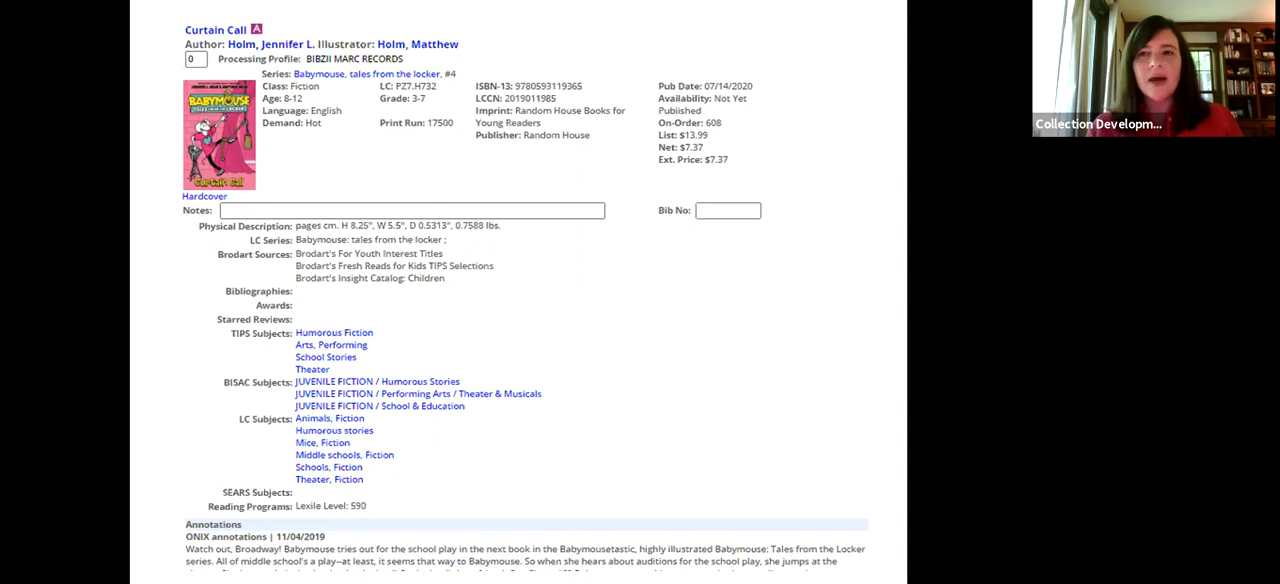 Curtain Call A
Author: Holm, Jennifer L. Illustrator: Holm, Matthew
0 Processing Profile: BIBZII MARC RECORDS
Series: Babymouse, tales from the locker, #4
Class: Fiction LC: PZ7.H732 ISBN-13: 9780593119365 Pub Date: 07/14/2020
Age: 8-12 Grade: 3-7 LCCN: 2019011985 Availability: Not Yet
Language: English Imprint: Random House Books for Published
Demand: Hot Print Run: 17500 Young Readers On-Order: 608
Publisher: Random House List: $13.99
Net: $7.37
Ext. Price: $7.37
BABYMOUSE
Curtain Call
Collection Developm...
Hardcover
Notes: Bib No:
Physical Description: pages cm. H 8.25", W 5.5", D 0.5313", 0.7588 lbs.
LC Series: Babymouse: tales from the locker ;
Brodart Sources: Brodart's For Youth Interest Titles
Brodart's Fresh Reads for Kids TIPS Selections
Brodart's Insight Catalog: Children
Bibliographies:
Awards:
Starred Reviews:
TIPS Subjects: Humorous Fiction
Arts, Performing
School Stories
Theater
BISAC Subjects: JUVENILE FICTION / Humorous Stories
JUVENILE FICTION / Performing Arts / Theater & Musicals
JUVENILE FICTION / School & Education
LC Subjects: Animals, Fiction
Humorous stories
Mice, Fiction
Middle schools, Fiction
Schools, Fiction
Theater, Fiction
SEARS Subjects:
Reading Programs: Lexile Level: 590
Annotations
ONIX annotations | 11/04/2019
Watch out, Broadway! Babymouse tries out for the school play in the next book in the Babymousetastic, highly illustrated Babymouse: Tales from the Locker
series. All of middle school's a play--at least, it seems that way to Babymouse. So when she hears about auditions for the school play, she jumps at the